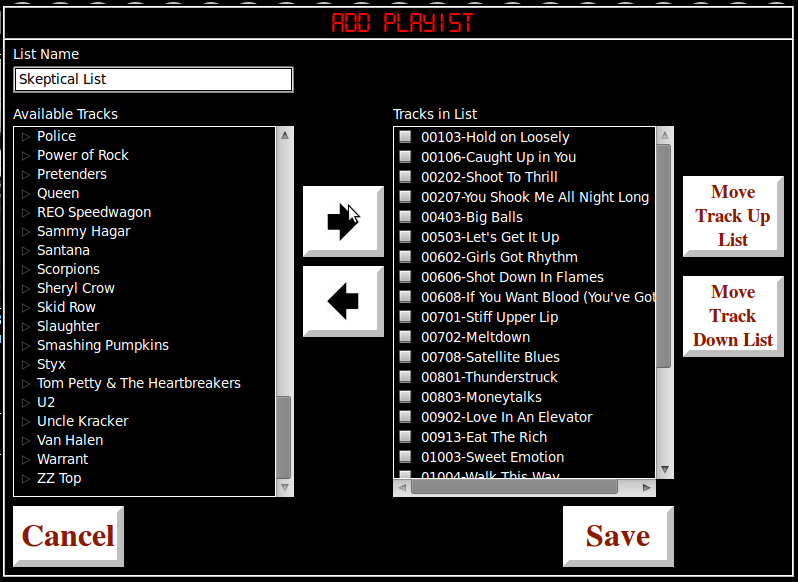 ADD PLAYlST
List Name
Skeptical List
Available Tracks
Police
Power of Rock
Pretenders
Queen
REO Speedwagon
Sammy Hagar
Santana
Scorpions
Sheryl Crow
Skid Row
Slaughter
Smashing Pumpkins
Styx
Tom Petty & The Heartbreakers
U2
Uncle Kracker
Van Halen
Warrant
ZZ Top
Tracks in List
00103-Hold on Loosely
00106-Caught Up in You
00202-Shoot To Thrill
00207-You Shook Me All Night Long
00403-Big Balls
00503-Let's Get It Up
00602-Girls Got Rhythm
00606-Shot Down In Flames
00608-If You Want Blood (You've Got
00701-Stiff Upper Lip
00702-Meltdown
00708-Satellite Blues
00801-Thunderstruck
00803-Moneytalks
00902-Love In An Elevator
00913-Eat The Rich
01003-Sweet Emotion
01004-Walk This Way
Move
Track Up
List
Move
Track
Down List
Cancel
Save